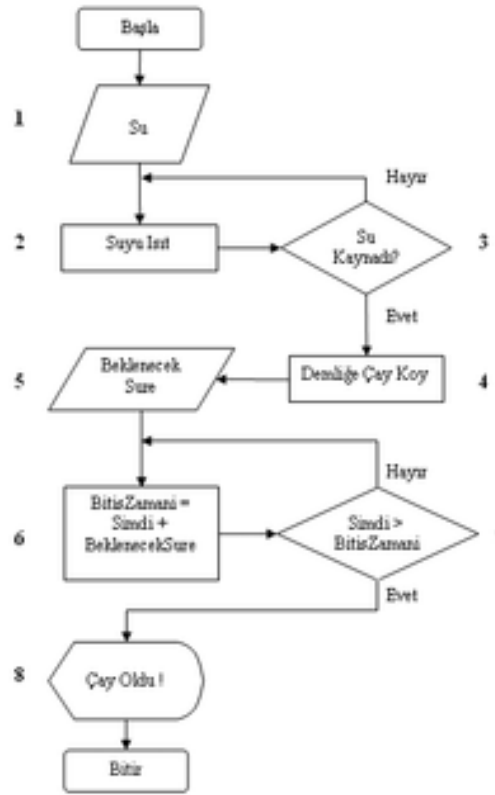 Başla
1
Su
Hayır
2
Suyu Isıt
Su
Kaynadı?
3
Evet
5
Beklenecek
Sure
Demliğe Çay Koy
4
Hayır
6
BitisZamani =
Simdi +
BeklenecekSure
Simdi >
BitisZamani
Evet
8
Çay Oldu !
Bitir